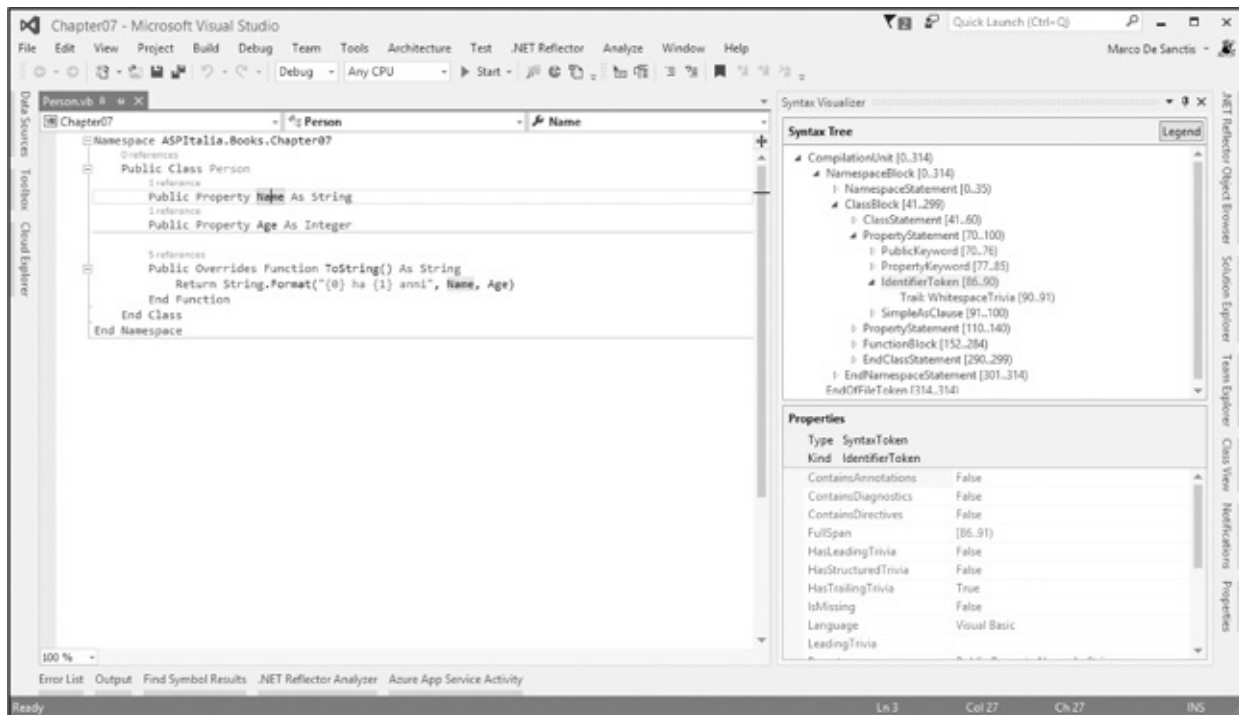 Chapter07 - Microsoft Visual Studio
Quick Launch (Ctrl+Q)
File Edit View Project Build Debug Team Tools Architecture Test .NET Reflector Analyze Window Help
Marco De Sanctis
Debug Any CPU Start
Data Sources
Toolbox
Cloud Explorer
Person.vb
Chapter07 Person Name
Namespace ASPItalia.Books.Chapter07
0 references
Public Class Person
1 reference
Public Property Name As String
1 reference
Public Property Age As Integer
5 references
Public Overrides Function ToString() As String
Return String.Format("{0} ha {1} anni", Name, Age)
End Function
End Class
End Namespace
100 %
Syntax Visualizer
Syntax Tree
Legend
CompilationUnit [0..314)
NamespaceBlock [0..314)
NamespaceStatement [0..35)
ClassBlock [41..299)
ClassStatement [41..60)
PropertyStatement [70..100)
PublicKeyword [70..76)
PropertyKeyword [77..85)
IdentifierToken [86..90)
Trail: WhitespaceTrivia [90..91)
SimpleAsClause [91..100)
PropertyStatement [110..140)
FunctionBlock [152..284)
EndClassStatement [290..299)
EndNamespaceStatement [301..314)
EndOfFileToken [314..314)
Properties
Type SyntaxToken
Kind IdentifierToken
ContainsAnnotations False
ContainsDiagnostics False
ContainsDirectives False
FullSpan [86..91)
HasLeadingTrivia False
HasStructuredTrivia False
HasTrailingTrivia True
IsMissing False
Language Visual Basic
LeadingTrivia
.NET Reflector Object Browser
Solution Explorer
Team Explorer
Class View
Notifications
Properties
Error List Output Find Symbol Results .NET Reflector Analyzer Azure App Service Activity
Ready Ln 3 Col 27 Ch 27 INS